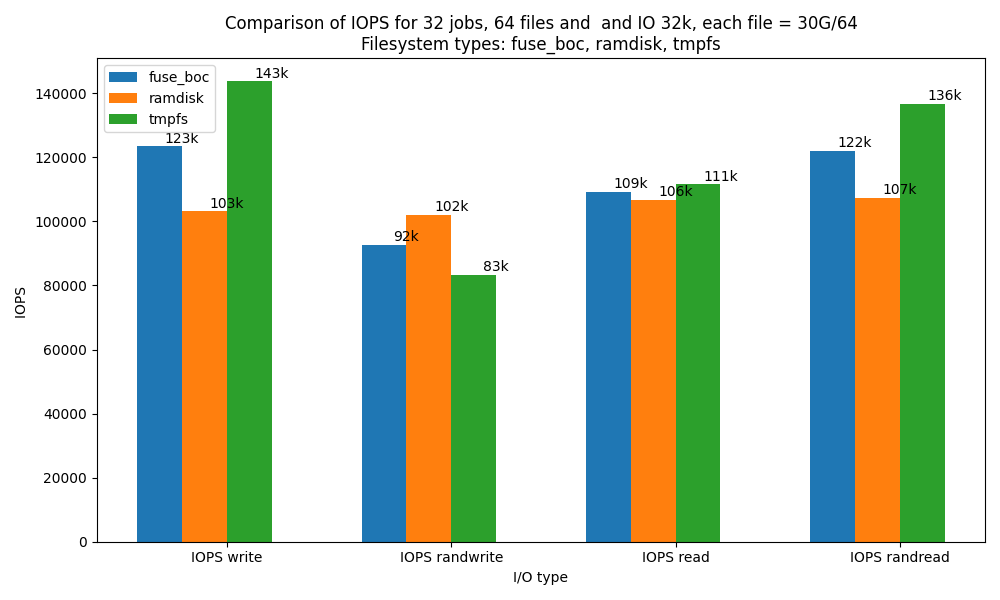 Comparison of IOPS for 32 jobs, 64 files and  and IO 32k, each file = 30G/64
Filesystem types: fuse_boc, ramdisk, tmpfs
fuse_boc
ramdisk
tmpfs
123k
103k
143k
92k
102k
83k
109k
106k
111k
122k
107k
136k
140000
120000
100000
80000
60000
40000
20000
0
IOPS
IOPS write
IOPS randwrite
IOPS read
IOPS randread
I/O type